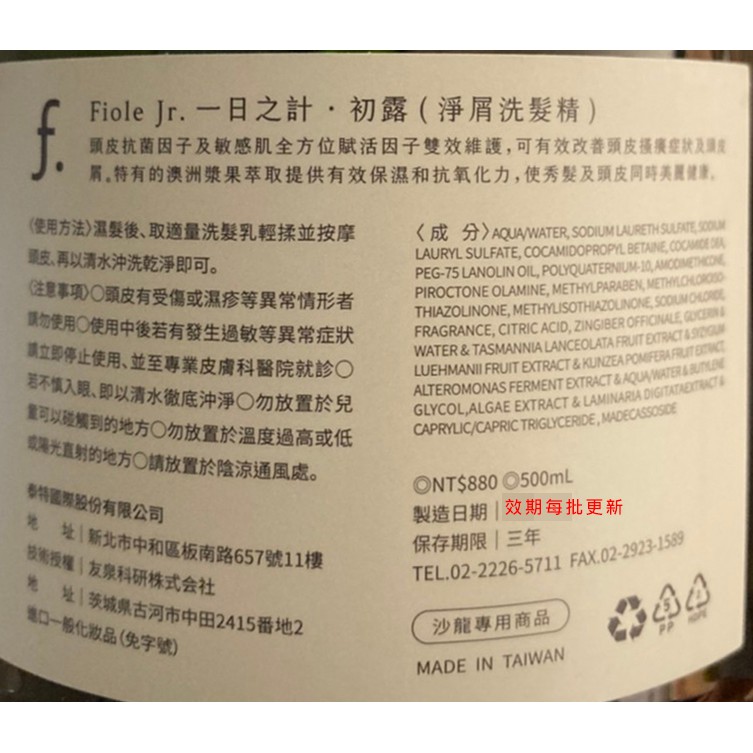 f.
Fiole Jr. 一日之計・初露(淨屑洗髮精)
頭皮抗菌因子及敏感肌全方位賦活因子雙效維護,可有效改善頭皮搔癢症狀及頭皮
屑。特有的澳洲漿果萃取提供有效保濕和抗氧化力,使秀髮及頭皮同時美麗健康。
〈使用方法〉濕髮後、取適量洗髮乳輕揉並按摩
頭皮、再以清水沖洗乾淨即可。
〈注意事項〉○頭皮有受傷或濕疹等異常情形者
請勿使用○使用中後若有發生過敏等異常症狀
請立即停止使用、並至專業皮膚科醫院就診○
若不慎入眼、即以清水徹底沖淨○勿放置於兒
童可以碰觸到的地方○勿放置於溫度過高或低
或陽光直射的地方○請放置於陰涼通風處。
泰特國際股份有限公司
地 址|新北市中和區板南路657號11樓
技術授權|友泉科研株式会社
地 址|茨城県古河市中田2415番地2
進口一般化妝品(免字號)
〈成 分〉AQUA/WATER, SODIUM LAURETH SULFATE, SODIUM
LAURYL SULFATE, COCAMIDOPROPYL BETAINE, COCAMIDE DEA,
PEG-75 LANOLIN OIL, POLYQUATERNIUM-10, AMODIMETHICONE,
PIROCTONE OLAMINE, METHYLPARABEN, METHYLCHLOROISO-
THIAZOLINONE, METHYLISOTHIAZOLINONE, SODIUM CHLORIDE,
FRAGRANCE, CITRIC ACID, ZINGIBER OFFICINALE, GLYCERIN &
WATER & TASMANNIA LANCEOLATA FRUIT EXTRACT & SYZYGIUM
LUEHMANII FRUIT EXTRACT & KUNZEA POMIFERA FRUIT EXTRACT,
ALTEROMONAS FERMENT EXTRACT & AQUA/WATER & BUTYLENE
GLYCOL,ALGAE EXTRACT & LAMINARIA DIGITATAEXTRACT &
CAPRYLIC/CAPRIC TRIGLYCERIDE , MADECASSOSIDE
◎NT$880 ◎500mL
製造日期|效期每批更新
保存期限|三年
TEL.02-2226-5711 FAX.02-2923-1589
沙龍專用商品
5
PP
2
HDPE
MADE IN TAIWAN